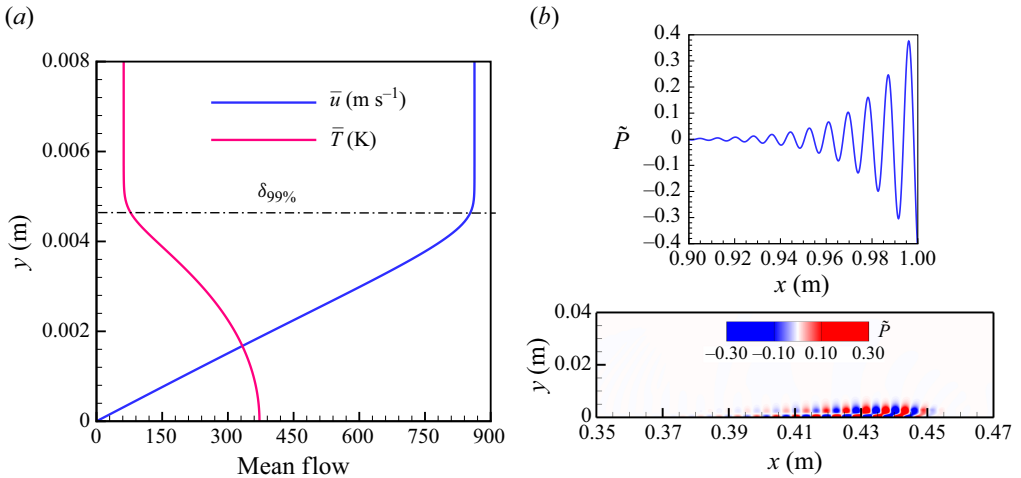 (a)
0.008
0.006
0.004
0.002
0
y (m)
u̅ (m s⁻¹)
T̅ (K)
δ99%
0 150 300 450 600 750 900
Mean flow
(b)
0.4
0.3
0.2
0.1
0
–0.1
–0.2
–0.3
–0.4
P̃
0.90 0.92 0.94 0.96 0.98 1.00
x (m)
0.04
0.02
0
y (m)
P̃
–0.30 –0.10 0.10 0.30
0.35 0.37 0.39 0.41 0.43 0.45 0.47
x (m)